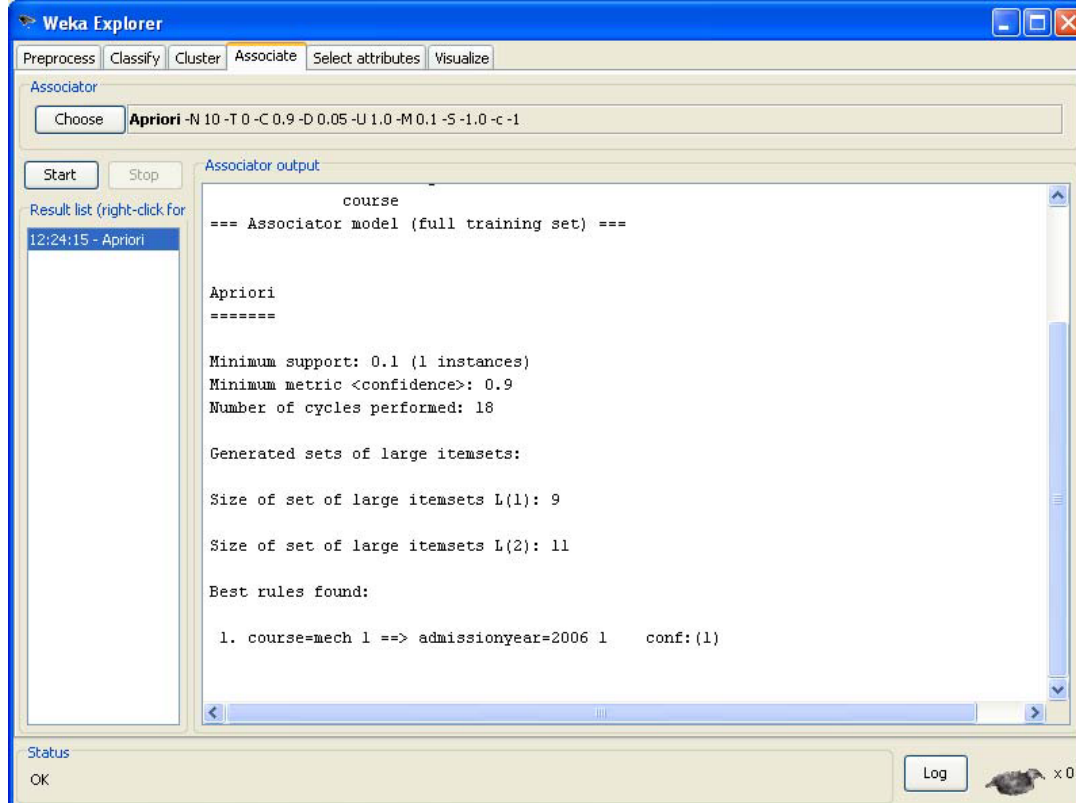 Weka Explorer
Preprocess Classify Cluster Associate Select attributes Visualize
Associator
Choose Apriori -N 10 -T 0 -C 0.9 -D 0.05 -U 1.0 -M 0.1 -S -1.0 -c -1
Start Stop
Associator output
Result list (right-click for
12:24:15 - Apriori
course
=== Associator model (full training set) ===
Apriori
=======
Minimum support: 0.1 (1 instances)
Minimum metric <confidence>: 0.9
Number of cycles performed: 18
Generated sets of large itemsets:
Size of set of large itemsets L(1): 9
Size of set of large itemsets L(2): 11
Best rules found:
1. course=mech 1 ==> admissionyear=2006 1 conf:(1)
Status
OK
Log
x 0